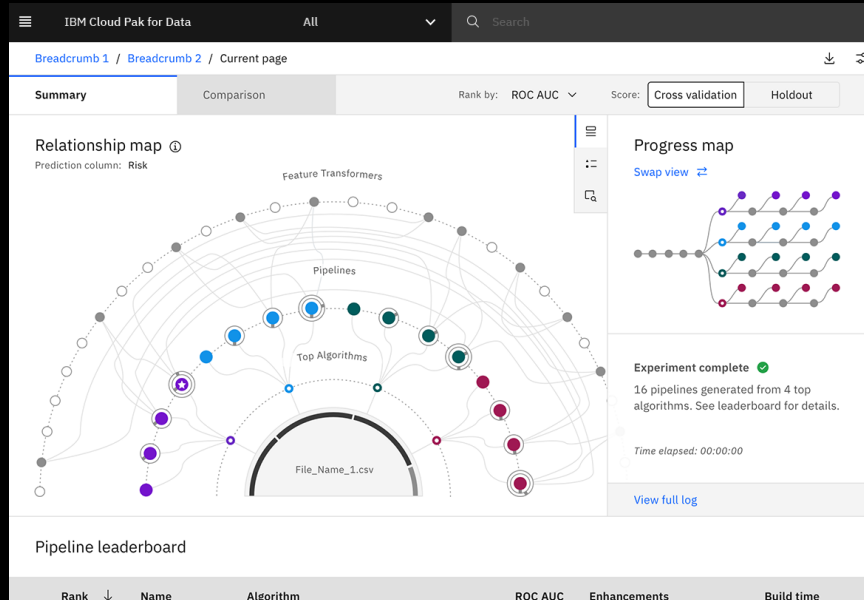 IBM Cloud Pak for Data
All
Search
Breadcrumb 1 / Breadcrumb 2 / Current page
Summary
Comparison
Rank by: ROC AUC
Score: Cross validation Holdout
Relationship map
Prediction column: Risk
Feature Transformers
Pipelines
Top Algorithms
File_Name_1.csv
Progress map
Swap view
Experiment complete
16 pipelines generated from 4 top
algorithms. See leaderboard for details.
Time elapsed: 00:00:00
View full log
Pipeline leaderboard
Rank Name Algorithm ROC AUC Enhancements Build time